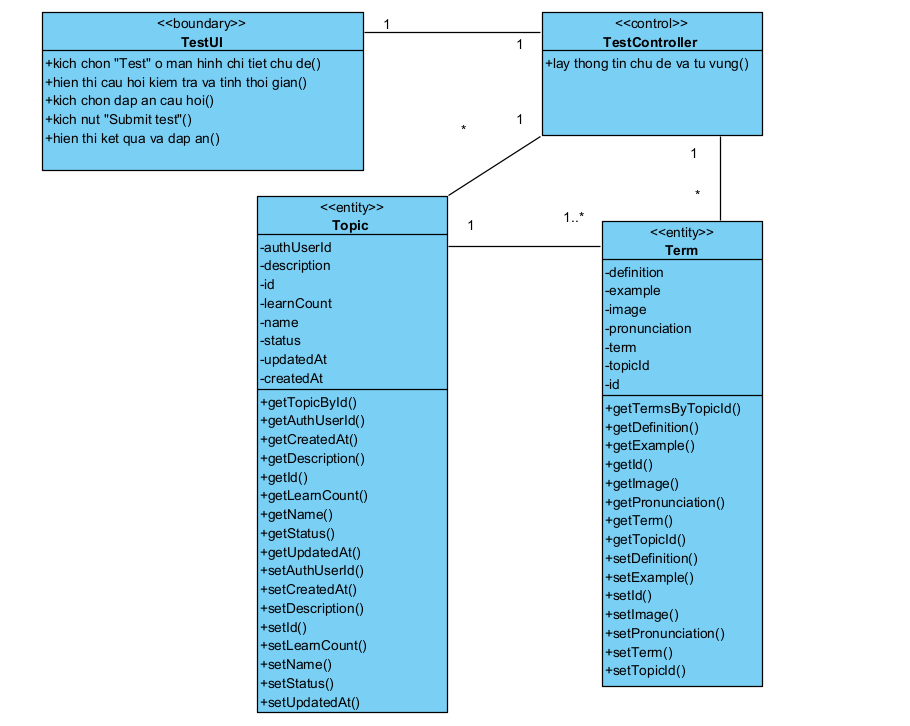 <<boundary>>
TestUI
+kich chon "Test" o man hinh chi tiet chu de()
+hien thi cau hoi kiem tra va tinh thoi gian()
+kich chon dap an cau hoi()
+kich nut "Submit test"()
+hien thi ket qua va dap an()
1
1
<<control>>
TestController
+lay thong tin chu de va tu vung()
1
*
1
*
<<entity>>
Topic
-authUserId
-description
-id
-learnCount
-name
-status
-updatedAt
-createdAt
+getTopicById()
+getAuthUserId()
+getCreatedAt()
+getDescription()
+getId()
+getLearnCount()
+getName()
+getStatus()
+getUpdatedAt()
+setAuthUserId()
+setCreatedAt()
+setDescription()
+setId()
+setLearnCount()
+setName()
+setStatus()
+setUpdatedAt()
1
1..*
<<entity>>
Term
-definition
-example
-image
-pronunciation
-term
-topicId
-id
+getTermsByTopicId()
+getDefinition()
+getExample()
+getId()
+getImage()
+getPronunciation()
+getTerm()
+getTopicId()
+setDefinition()
+setExample()
+setId()
+setImage()
+setPronunciation()
+setTerm()
+setTopicId()